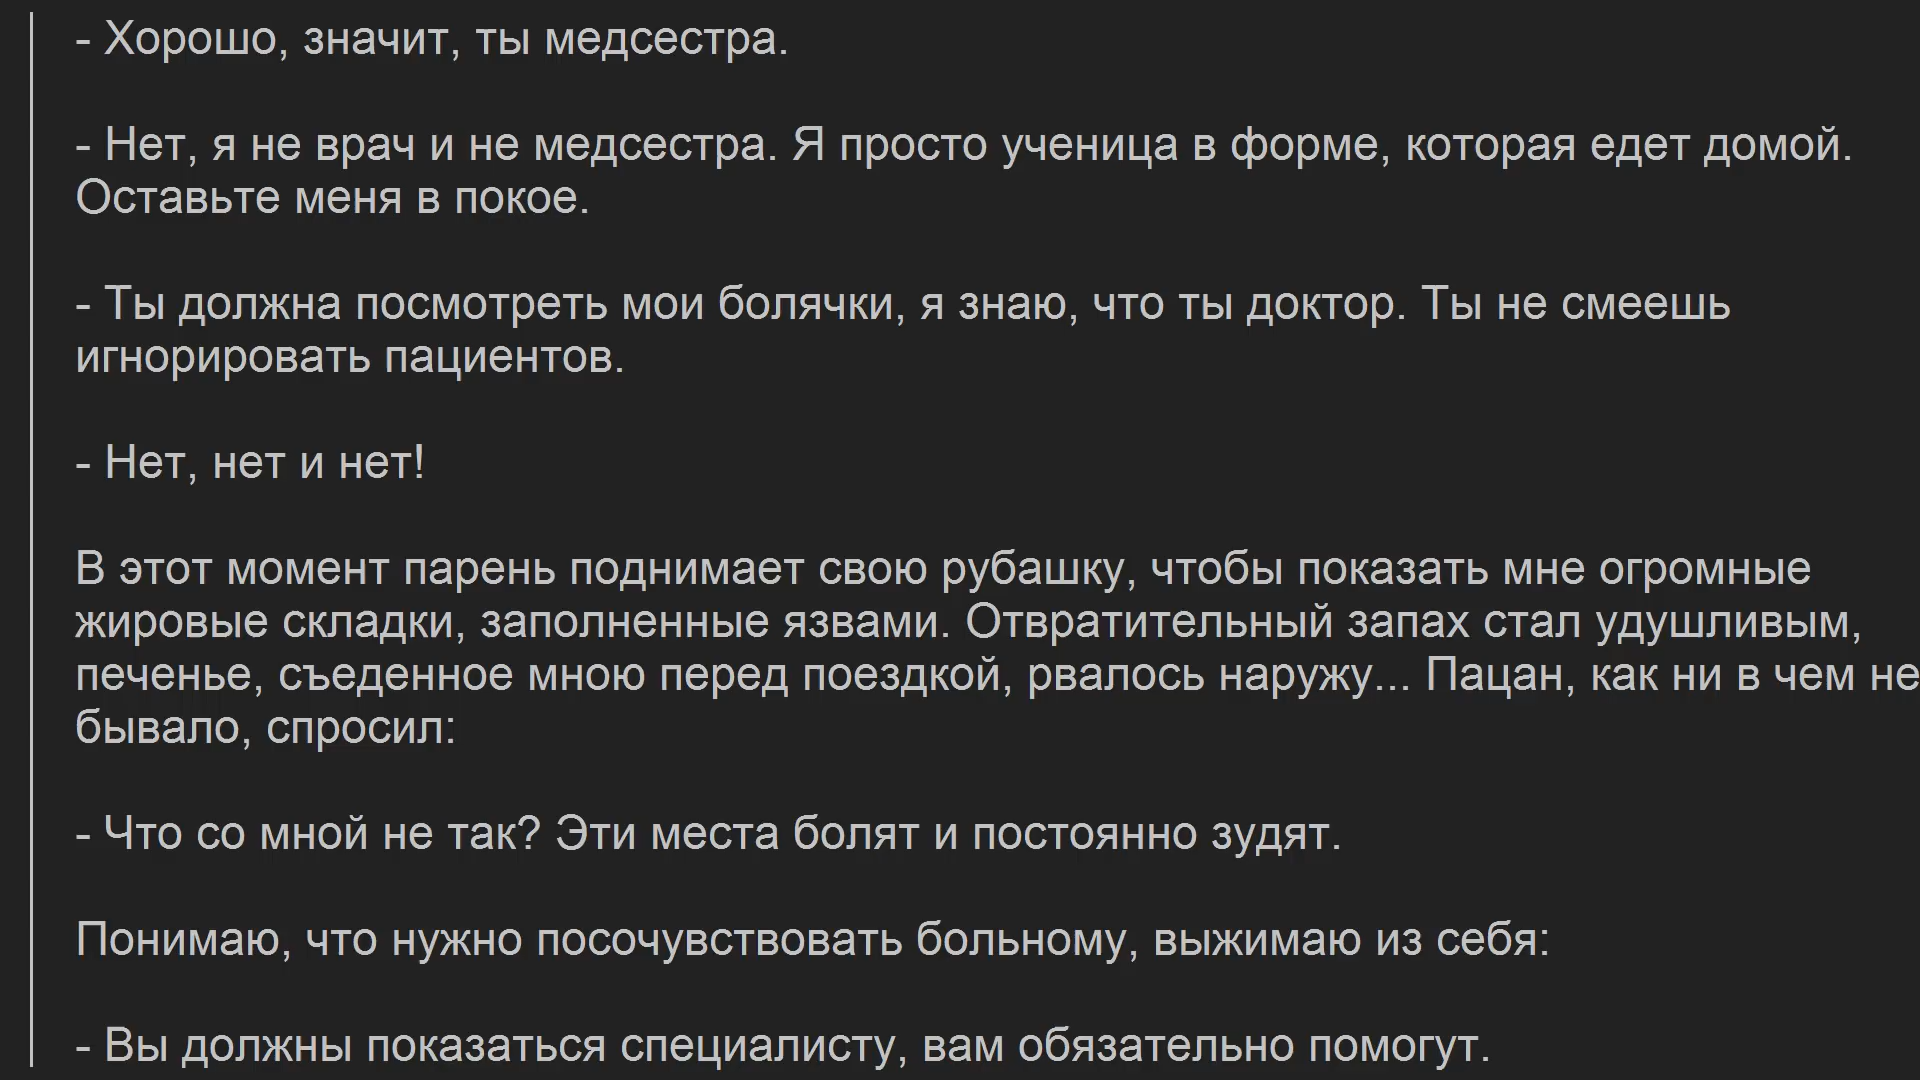 - Хорошо, значит, ты медсестра.
- Нет, я не врач и не медсестра. Я просто ученица в форме, которая едет домой.
Оставьте меня в покое.
- Ты должна посмотреть мои болячки, я знаю, что ты доктор. Ты не смеешь
игнорировать пациентов.
- Нет, нет и нет!
В этот момент парень поднимает свою рубашку, чтобы показать мне огромные
жировые складки, заполненные язвами. Отвратительный запах стал удушливым,
печенье, съеденное мною перед поездкой, рвалось наружу... Пацан, как ни в чем не
бывало, спросил:
- Что со мной не так? Эти места болят и постоянно зудят.
Понимаю, что нужно посочувствовать больному, выжимаю из себя:
- Вы должны показаться специалисту, вам обязательно помогут.